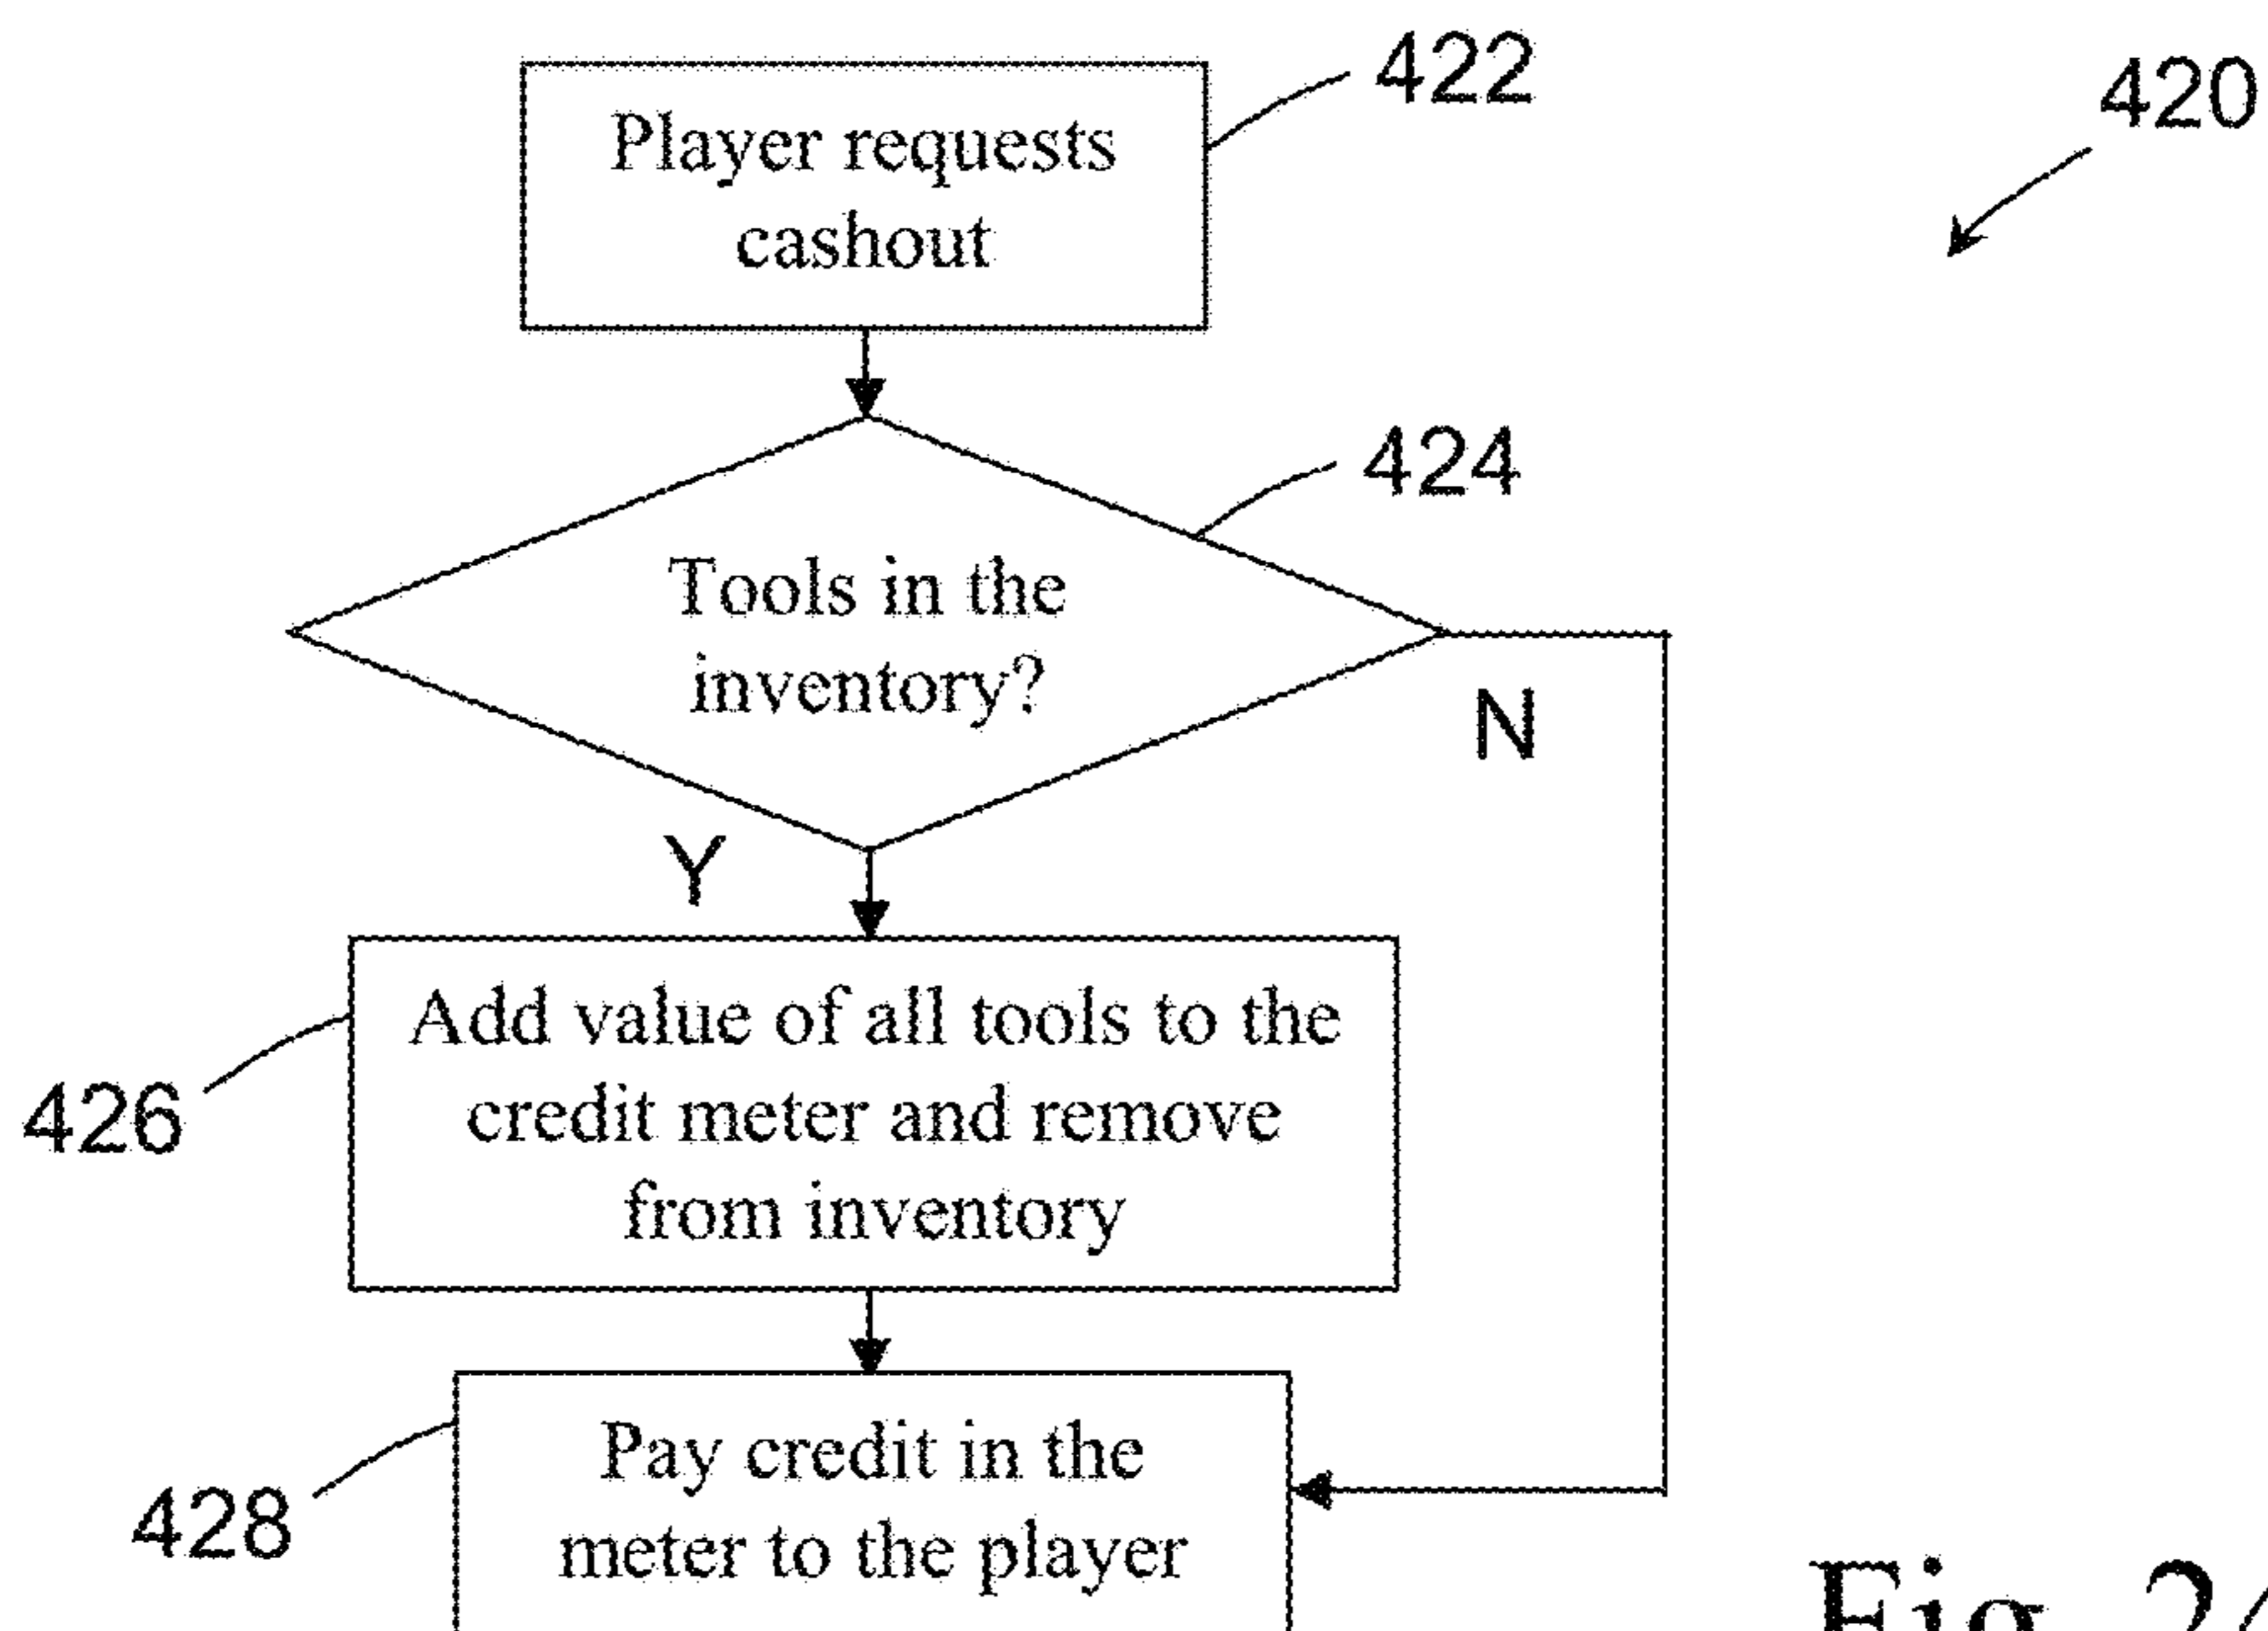 422
420
Player requests
cashout
424
Tools in the
inventory?
N
Y
Add value of all tools to the
credit meter and remove
from inventory
426
Pay credit in the
meter to the player
428
Fig